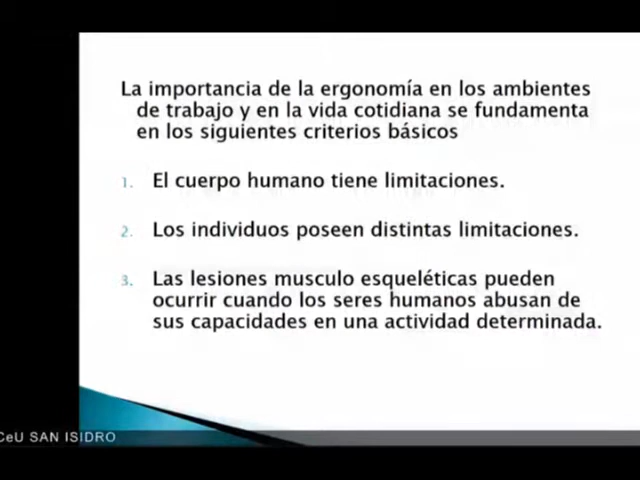 La importancia de la ergonomía en los ambientes
de trabajo y en la vida cotidiana se fundamenta
en los siguientes criterios básicos
1. El cuerpo humano tiene limitaciones.
2. Los individuos poseen distintas limitaciones.
3. Las lesiones musculo esqueléticas pueden
ocurrir cuando los seres humanos abusan de
sus capacidades en una actividad determinada.
CeU SAN ISIDRO